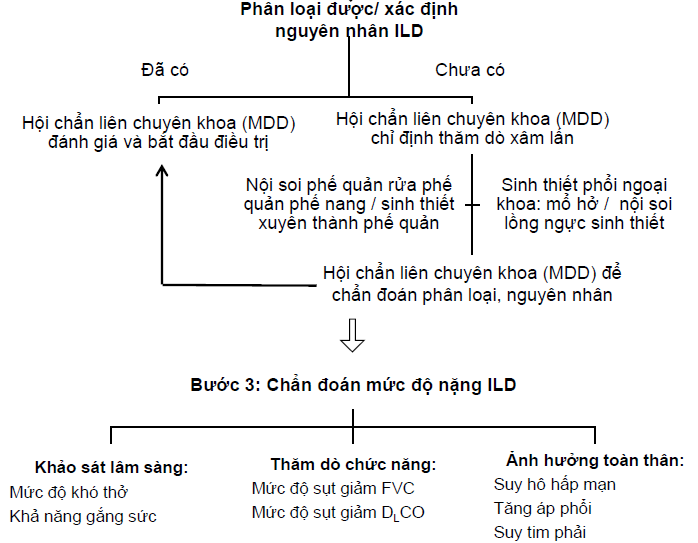 Phân loại được/ xác định
nguyên nhân ILD
Đã có
Chưa có
Hội chẩn liên chuyên khoa (MDD)
đánh giá và bắt đầu điều trị
Hội chẩn liên chuyên khoa (MDD)
chỉ định thăm dò xâm lấn
Nội soi phế quản rửa phế
quản phế nang / sinh thiết
xuyên thành phế quản
Sinh thiết phổi ngoại
khoa: mổ hở / nội soi
lồng ngực sinh thiết
Hội chẩn liên chuyên khoa (MDD) để
chẩn đoán phân loại, nguyên nhân
Bước 3: Chẩn đoán mức độ nặng ILD
Khảo sát lâm sàng:
Mức độ khó thở
Khả năng gắng sức
Thăm dò chức năng:
Mức độ sụt giảm FVC
Mức độ sụt giảm DLCO
Ảnh hưởng toàn thân:
Suy hô hấp mạn
Tăng áp phổi
Suy tim phải